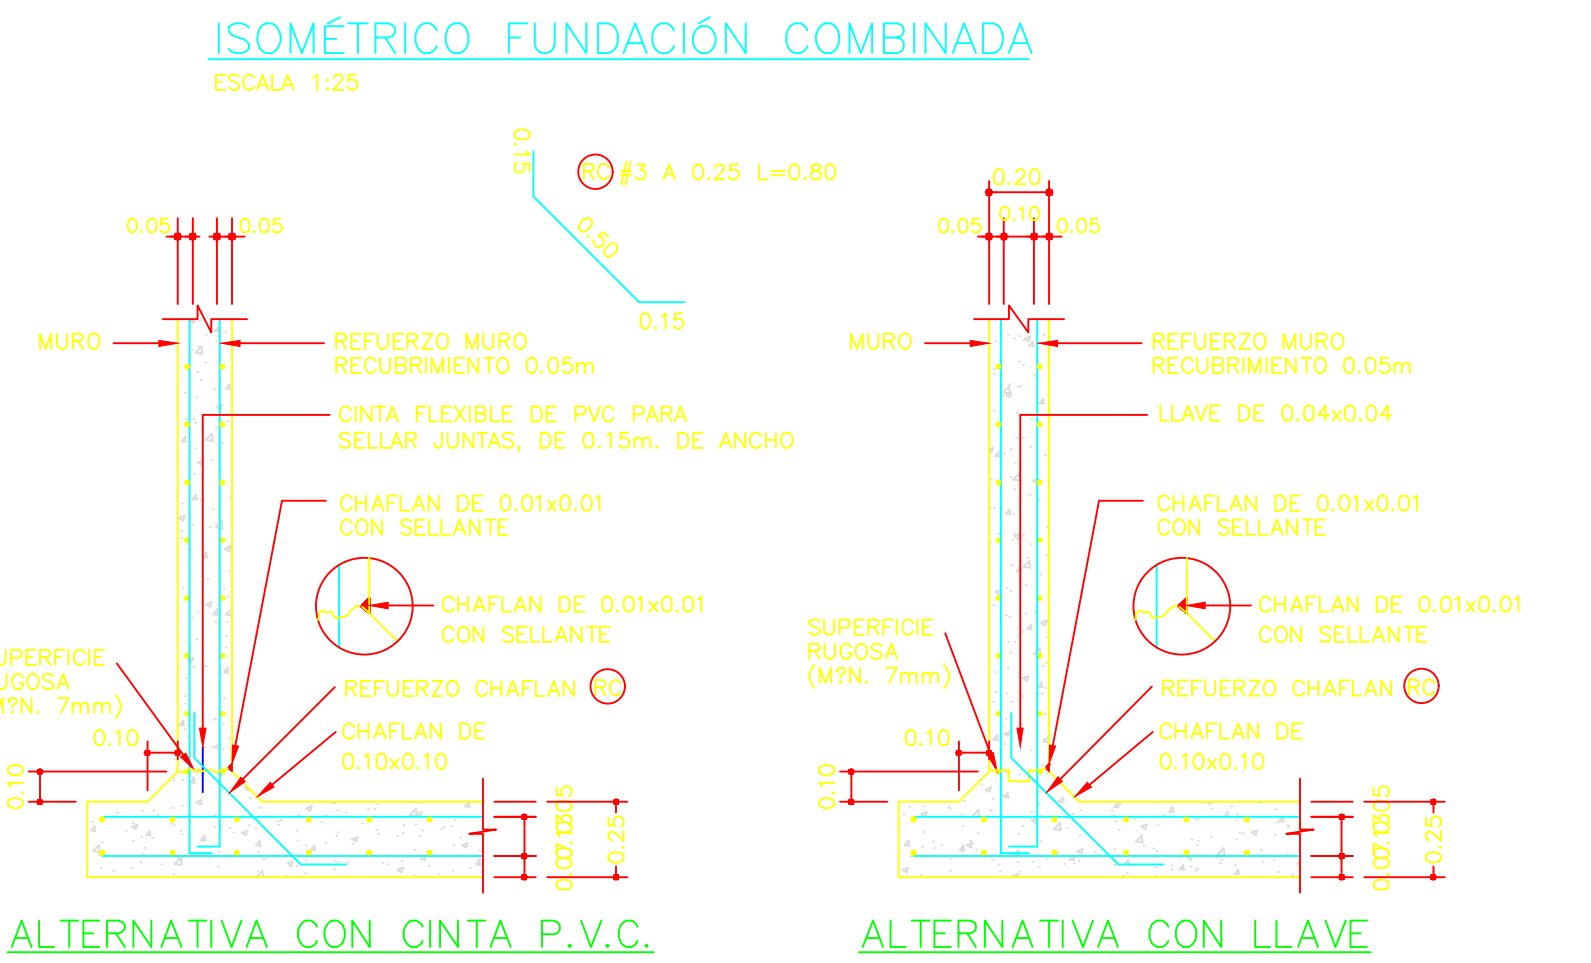 ISOMÉTRICO FUNDACIÓN COMBINADA
ESCALA 1:25
0.15
0.50
0.15
RC #3 A 0.25 L=0.80
0.05
0.05
MURO
REFUERZO MURO
RECUBRIMIENTO 0.05m
CINTA FLEXIBLE DE PVC PARA
SELLAR JUNTAS, DE 0.15m. DE ANCHO
CHAFLAN DE 0.01x0.01
CON SELLANTE
CHAFLAN DE 0.01x0.01
CON SELLANTE
UPERFICIE
UGOSA
M?N. 7mm)
REFUERZO CHAFLAN RC
CHAFLAN DE
0.10x0.10
0.10
0.10
0.25
ALTERNATIVA CON CINTA P.V.C.
0.20
0.10
0.05
0.05
MURO
REFUERZO MURO
RECUBRIMIENTO 0.05m
LLAVE DE 0.04x0.04
CHAFLAN DE 0.01x0.01
CON SELLANTE
CHAFLAN DE 0.01x0.01
CON SELLANTE
SUPERFICIE
RUGOSA
(M?N. 7mm)
REFUERZO CHAFLAN RC
CHAFLAN DE
0.10x0.10
0.10
0.10
0.25
ALTERNATIVA CON LLAVE